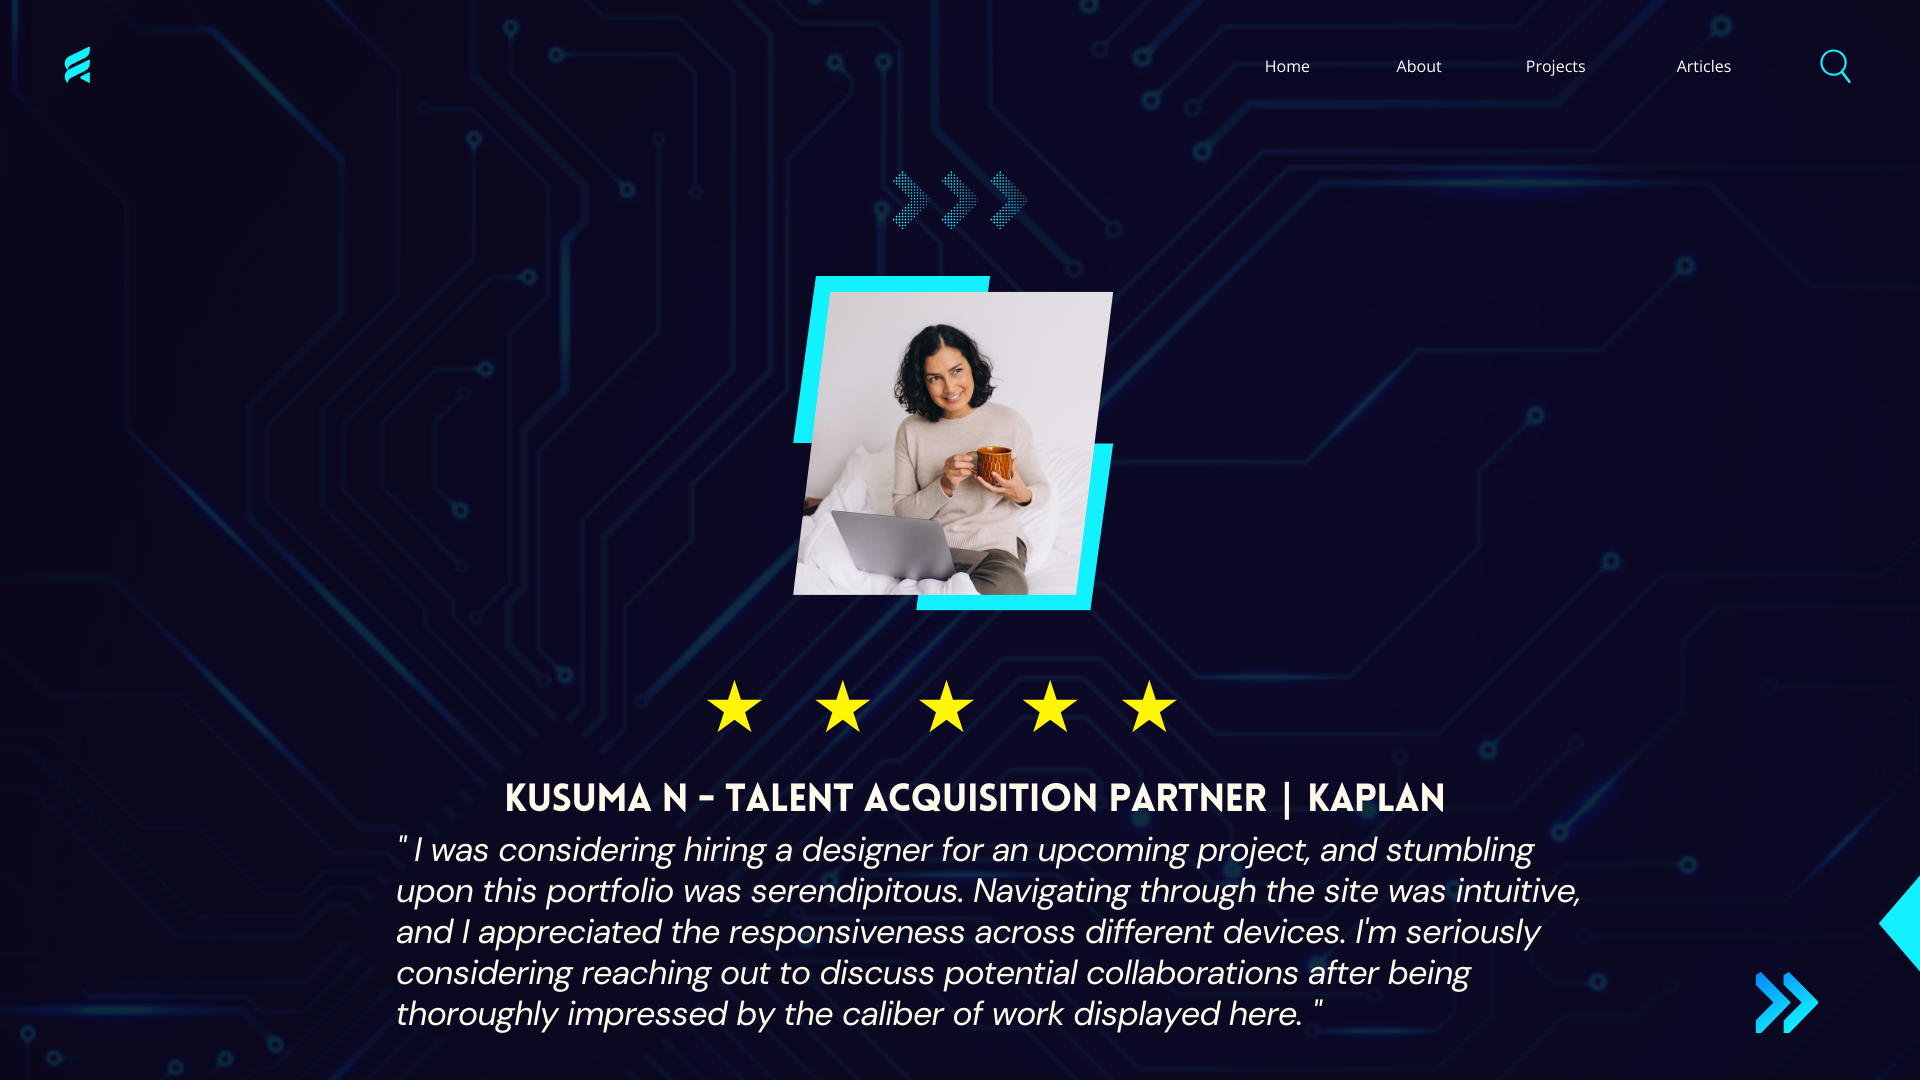 Home About Projects Articles
KUSUMA N - TALENT ACQUISITION PARTNER | KAPLAN
" I was considering hiring a designer for an upcoming project, and stumbling
upon this portfolio was serendipitous. Navigating through the site was intuitive,
and I appreciated the responsiveness across different devices. I'm seriously
considering reaching out to discuss potential collaborations after being
thoroughly impressed by the caliber of work displayed here. "